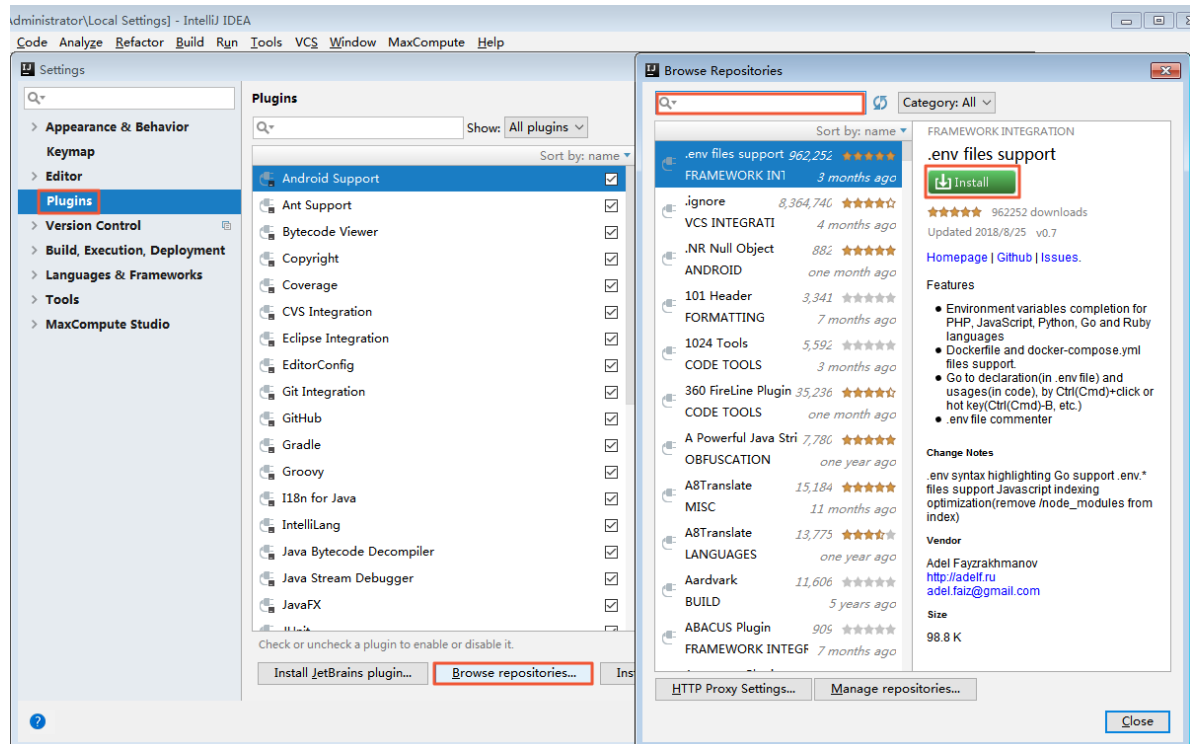 Administrator\Local Settings] - IntelliJ IDEA
Code Analyze Refactor Build Run Tools VCS Window MaxCompute Help
Settings
Appearance & Behavior
Keymap
Editor
Plugins
Version Control
Build, Execution, Deployment
Languages & Frameworks
Tools
MaxCompute Studio
Plugins
Show: All plugins
Sort by: name
Android Support
Ant Support
Bytecode Viewer
Copyright
Coverage
CVS Integration
Eclipse Integration
EditorConfig
Git Integration
GitHub
Gradle
Groovy
I18n for Java
IntelliLang
Java Bytecode Decompiler
Java Stream Debugger
JavaFX
JUnit
Check or uncheck a plugin to enable or disable it.
Install JetBrains plugin... Browse repositories... Ins
?
Browse Repositories
Category: All
Sort by: name
.env files support 962,252
FRAMEWORK INT 3 months ago
.ignore 8,364,740
VCS INTEGRATI 4 months ago
.NR Null Object 882
ANDROID one month ago
101 Header 3,341
FORMATTING 7 months ago
1024 Tools 5,592
CODE TOOLS 3 months ago
360 FireLine Plugin 35,236
CODE TOOLS one month ago
A Powerful Java Stri 7,780
OBFUSCATION one year ago
A8Translate 15,184
MISC 11 months ago
A8Translate 13,775
LANGUAGES one year ago
Aardvark 11,606
BUILD 5 years ago
ABACUS Plugin 909
FRAMEWORK INTEGF 7 months ago
FRAMEWORK INTEGRATION
.env files support
Install
962252 downloads
Updated 2018/8/25 v0.7
Homepage | Github | Issues.
Features
Environment variables completion for
PHP, JavaScript, Python, Go and Ruby
languages
Dockerfile and docker-compose.yml
files support.
Go to declaration(in .env file) and
usages(in code), by Ctrl(Cmd)+click or
hot key(Ctrl(Cmd)-B, etc.)
.env file commenter
Change Notes
.env syntax highlighting Go support .env.*
files support Javascript indexing
optimization(remove /node_modules from
index)
Vendor
Adel Fayzrakhmanov
http://adelf.ru
adel.faiz@gmail.com
Size
98.8 K
HTTP Proxy Settings... Manage repositories...
Close